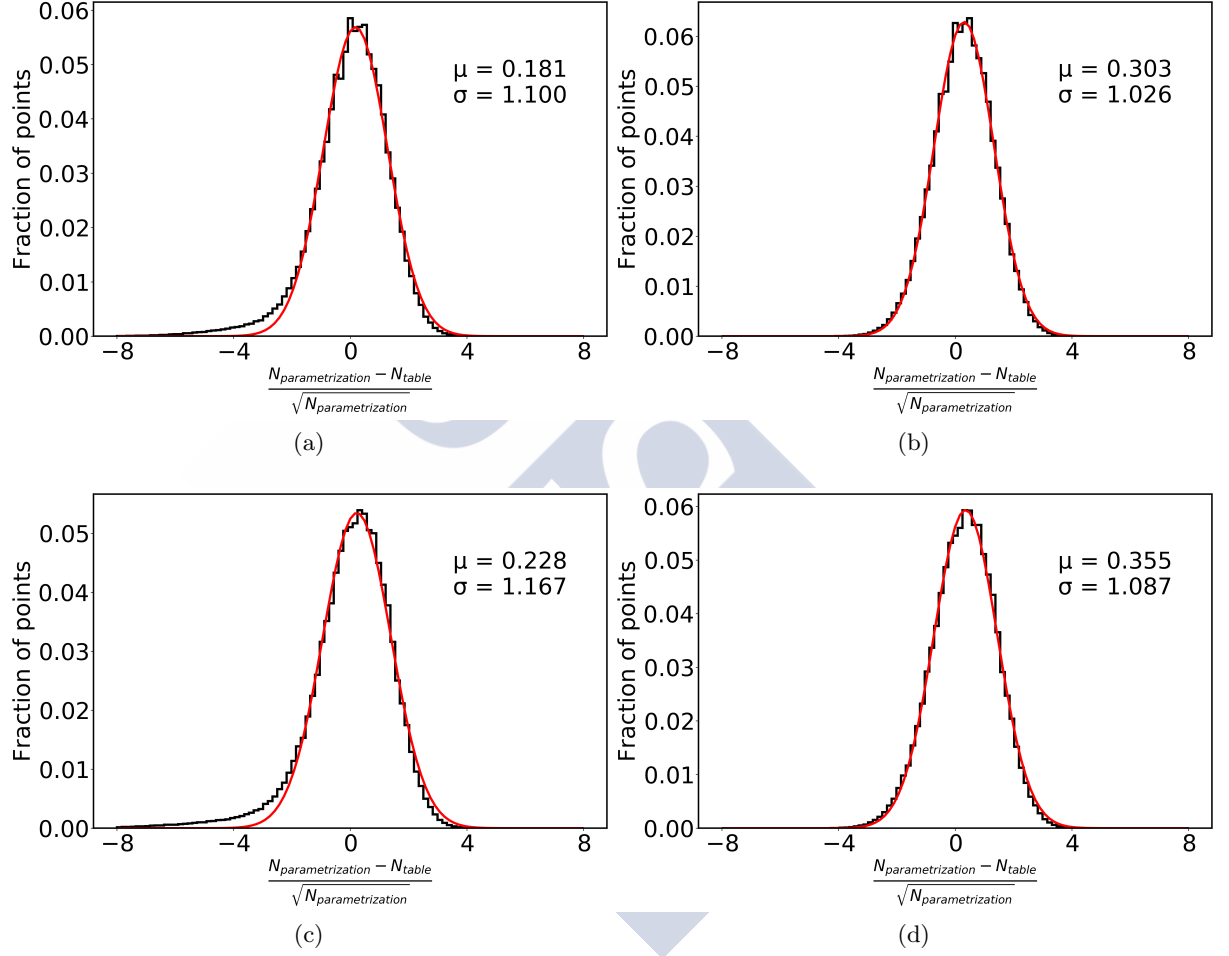 0.06
0.05
0.04
0.03
0.02
0.01
0.00
Fraction of points
μ = 0.181
σ = 1.100
−8 −4 0 4 8
N_parametrization − N_table
√N_parametrization
(a)
0.06
0.05
0.04
0.03
0.02
0.01
0.00
Fraction of points
μ = 0.303
σ = 1.026
−8 −4 0 4 8
N_parametrization − N_table
√N_parametrization
(b)
0.05
0.04
0.03
0.02
0.01
0.00
Fraction of points
μ = 0.228
σ = 1.167
−8 −4 0 4 8
N_parametrization − N_table
√N_parametrization
(c)
0.06
0.05
0.04
0.03
0.02
0.01
0.00
Fraction of points
μ = 0.355
σ = 1.087
−8 −4 0 4 8
N_parametrization − N_table
√N_parametrization
(d)